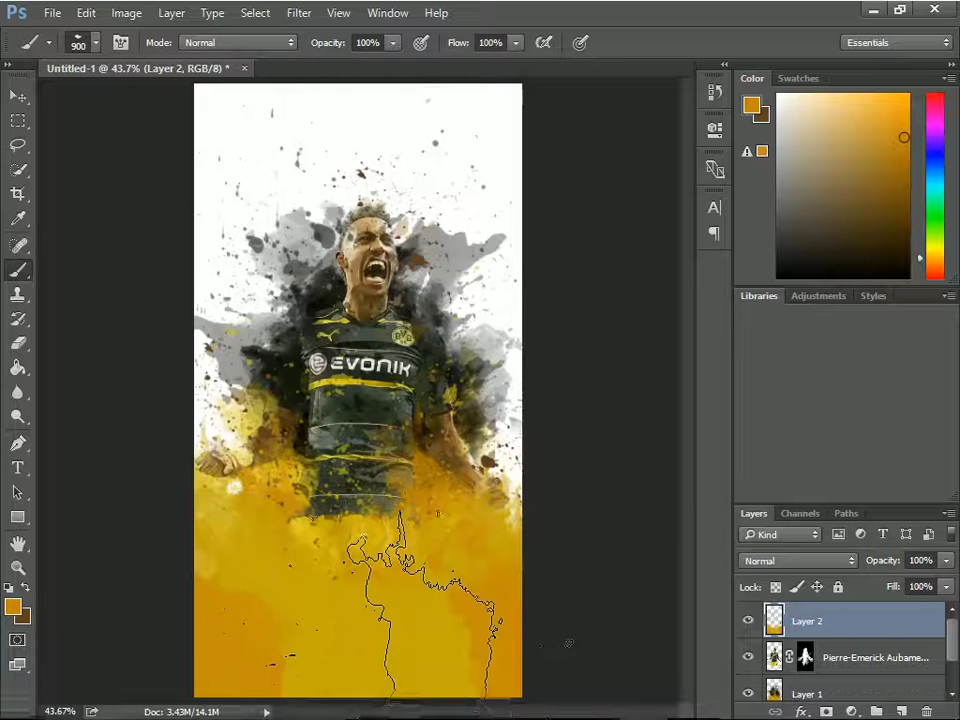 Ps File Edit Image Layer Type Select Filter View Window Help
900 Mode: Normal Opacity: 100% Flow: 100% Essentials
Untitled-1 @ 43.7% (Layer 2, RGB/8) * ×
Color Swatches
EVONIK
BVB
09
Libraries Adjustments Styles
Layers Channels Paths
Kind
Normal Opacity: 100%
Lock: Fill: 100%
Layer 2
Pierre-Emerick Aubame...
Layer 1
43.67% Doc: 3.43M/14.1M